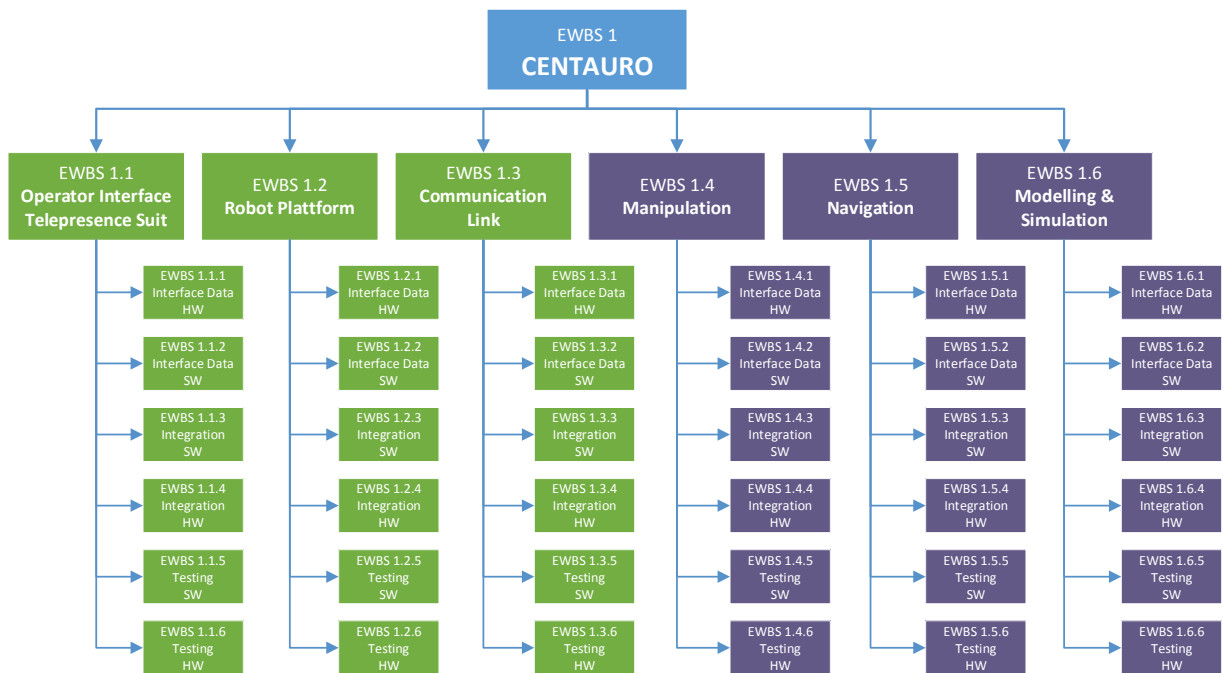 EWBS 1
CENTAURO
EWBS 1.1
Operator Interface
Telepresence Suit
EWBS 1.2
Robot Plattform
EWBS 1.3
Communication
Link
EWBS 1.4
Manipulation
EWBS 1.5
Navigation
EWBS 1.6
Modelling &
Simulation
EWBS 1.1.1
Interface Data
HW
EWBS 1.1.2
Interface Data
SW
EWBS 1.1.3
Integration
SW
EWBS 1.1.4
Integration
HW
EWBS 1.1.5
Testing
SW
EWBS 1.1.6
Testing
HW
EWBS 1.2.1
Interface Data
HW
EWBS 1.2.2
Interface Data
SW
EWBS 1.2.3
Integration
SW
EWBS 1.2.4
Integration
HW
EWBS 1.2.5
Testing
SW
EWBS 1.2.6
Testing
HW
EWBS 1.3.1
Interface Data
HW
EWBS 1.3.2
Interface Data
SW
EWBS 1.3.3
Integration
SW
EWBS 1.3.4
Integration
HW
EWBS 1.3.5
Testing
SW
EWBS 1.3.6
Testing
HW
EWBS 1.4.1
Interface Data
HW
EWBS 1.4.2
Interface Data
SW
EWBS 1.4.3
Integration
SW
EWBS 1.4.4
Integration
HW
EWBS 1.4.5
Testing
SW
EWBS 1.4.6
Testing
HW
EWBS 1.5.1
Interface Data
HW
EWBS 1.5.2
Interface Data
SW
EWBS 1.5.3
Integration
SW
EWBS 1.5.4
Integration
HW
EWBS 1.5.5
Testing
SW
EWBS 1.5.6
Testing
HW
EWBS 1.6.1
Interface Data
HW
EWBS 1.6.2
Interface Data
SW
EWBS 1.6.3
Integration
SW
EWBS 1.6.4
Integration
HW
EWBS 1.6.5
Testing
SW
EWBS 1.6.6
Testing
HW